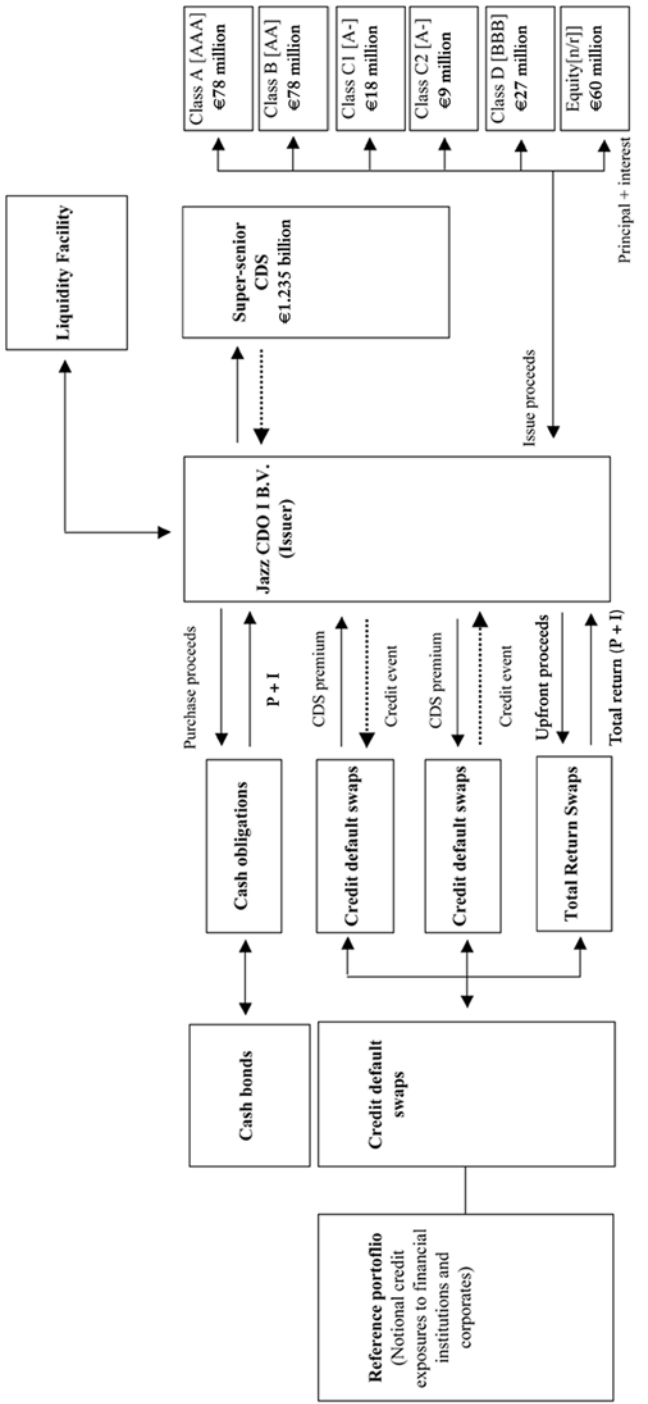 Liquidity Facility
Cash bonds
Cash obligations
Purchase proceeds
P + I
Jazz CDO I B.V.
(Issuer)
Super-senior
CDS
€1.235 billion
Class A [AAA]
€78 million
Class B [AA]
€78 million
Class C1 [A-]
€18 million
Class C2 [A-]
€9 million
Class D [BBB]
€27 million
Equity[n/r]]
€60 million
Reference portoflio
(Notional credit
exposures to financial
institutions and
corporates)
Credit default
swaps
Credit default swaps
CDS premium
Credit event
Credit default swaps
CDS premium
Credit event
Total Return Swaps
Upfront proceeds
Total return (P + I)
Issue proceeds
Principal + interest